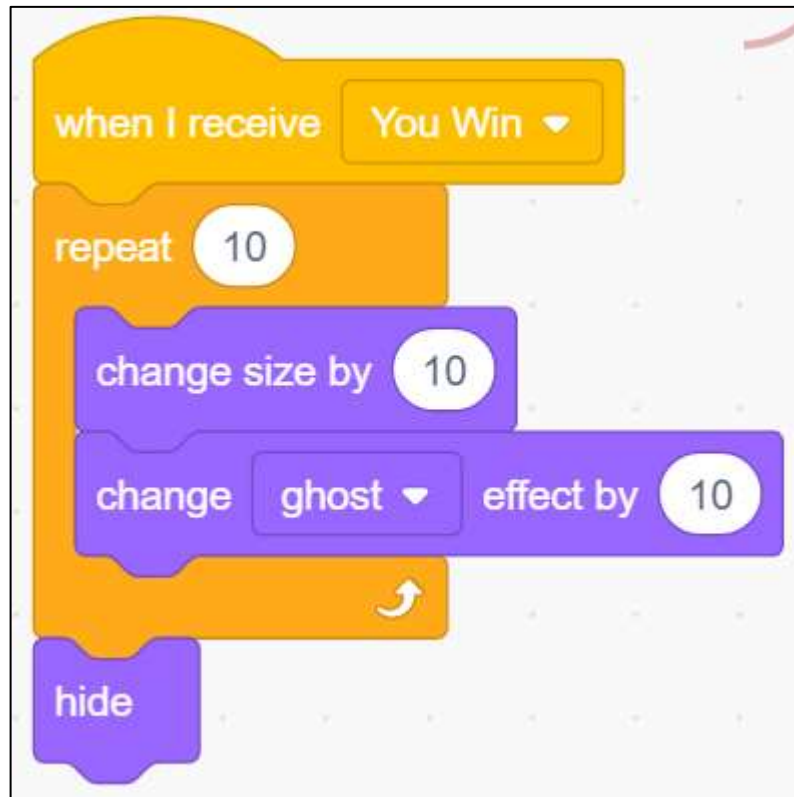 when I receive You Win
repeat 10
change size by 10
change ghost effect by 10
hide